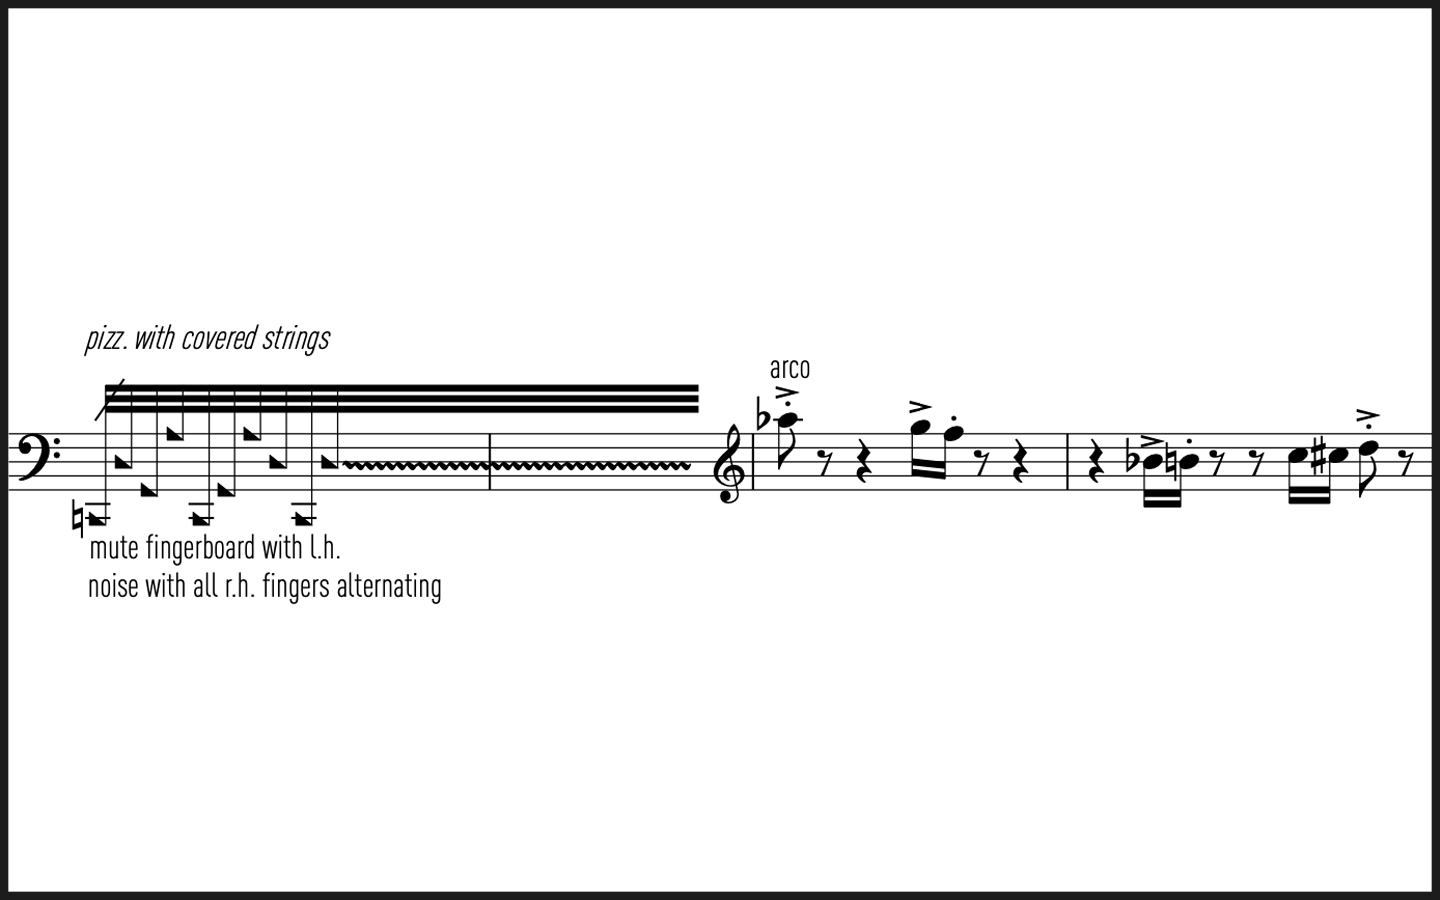 pizz. with covered strings
arco
mute fingerboard with l.h.
noise with all r.h. fingers alternating